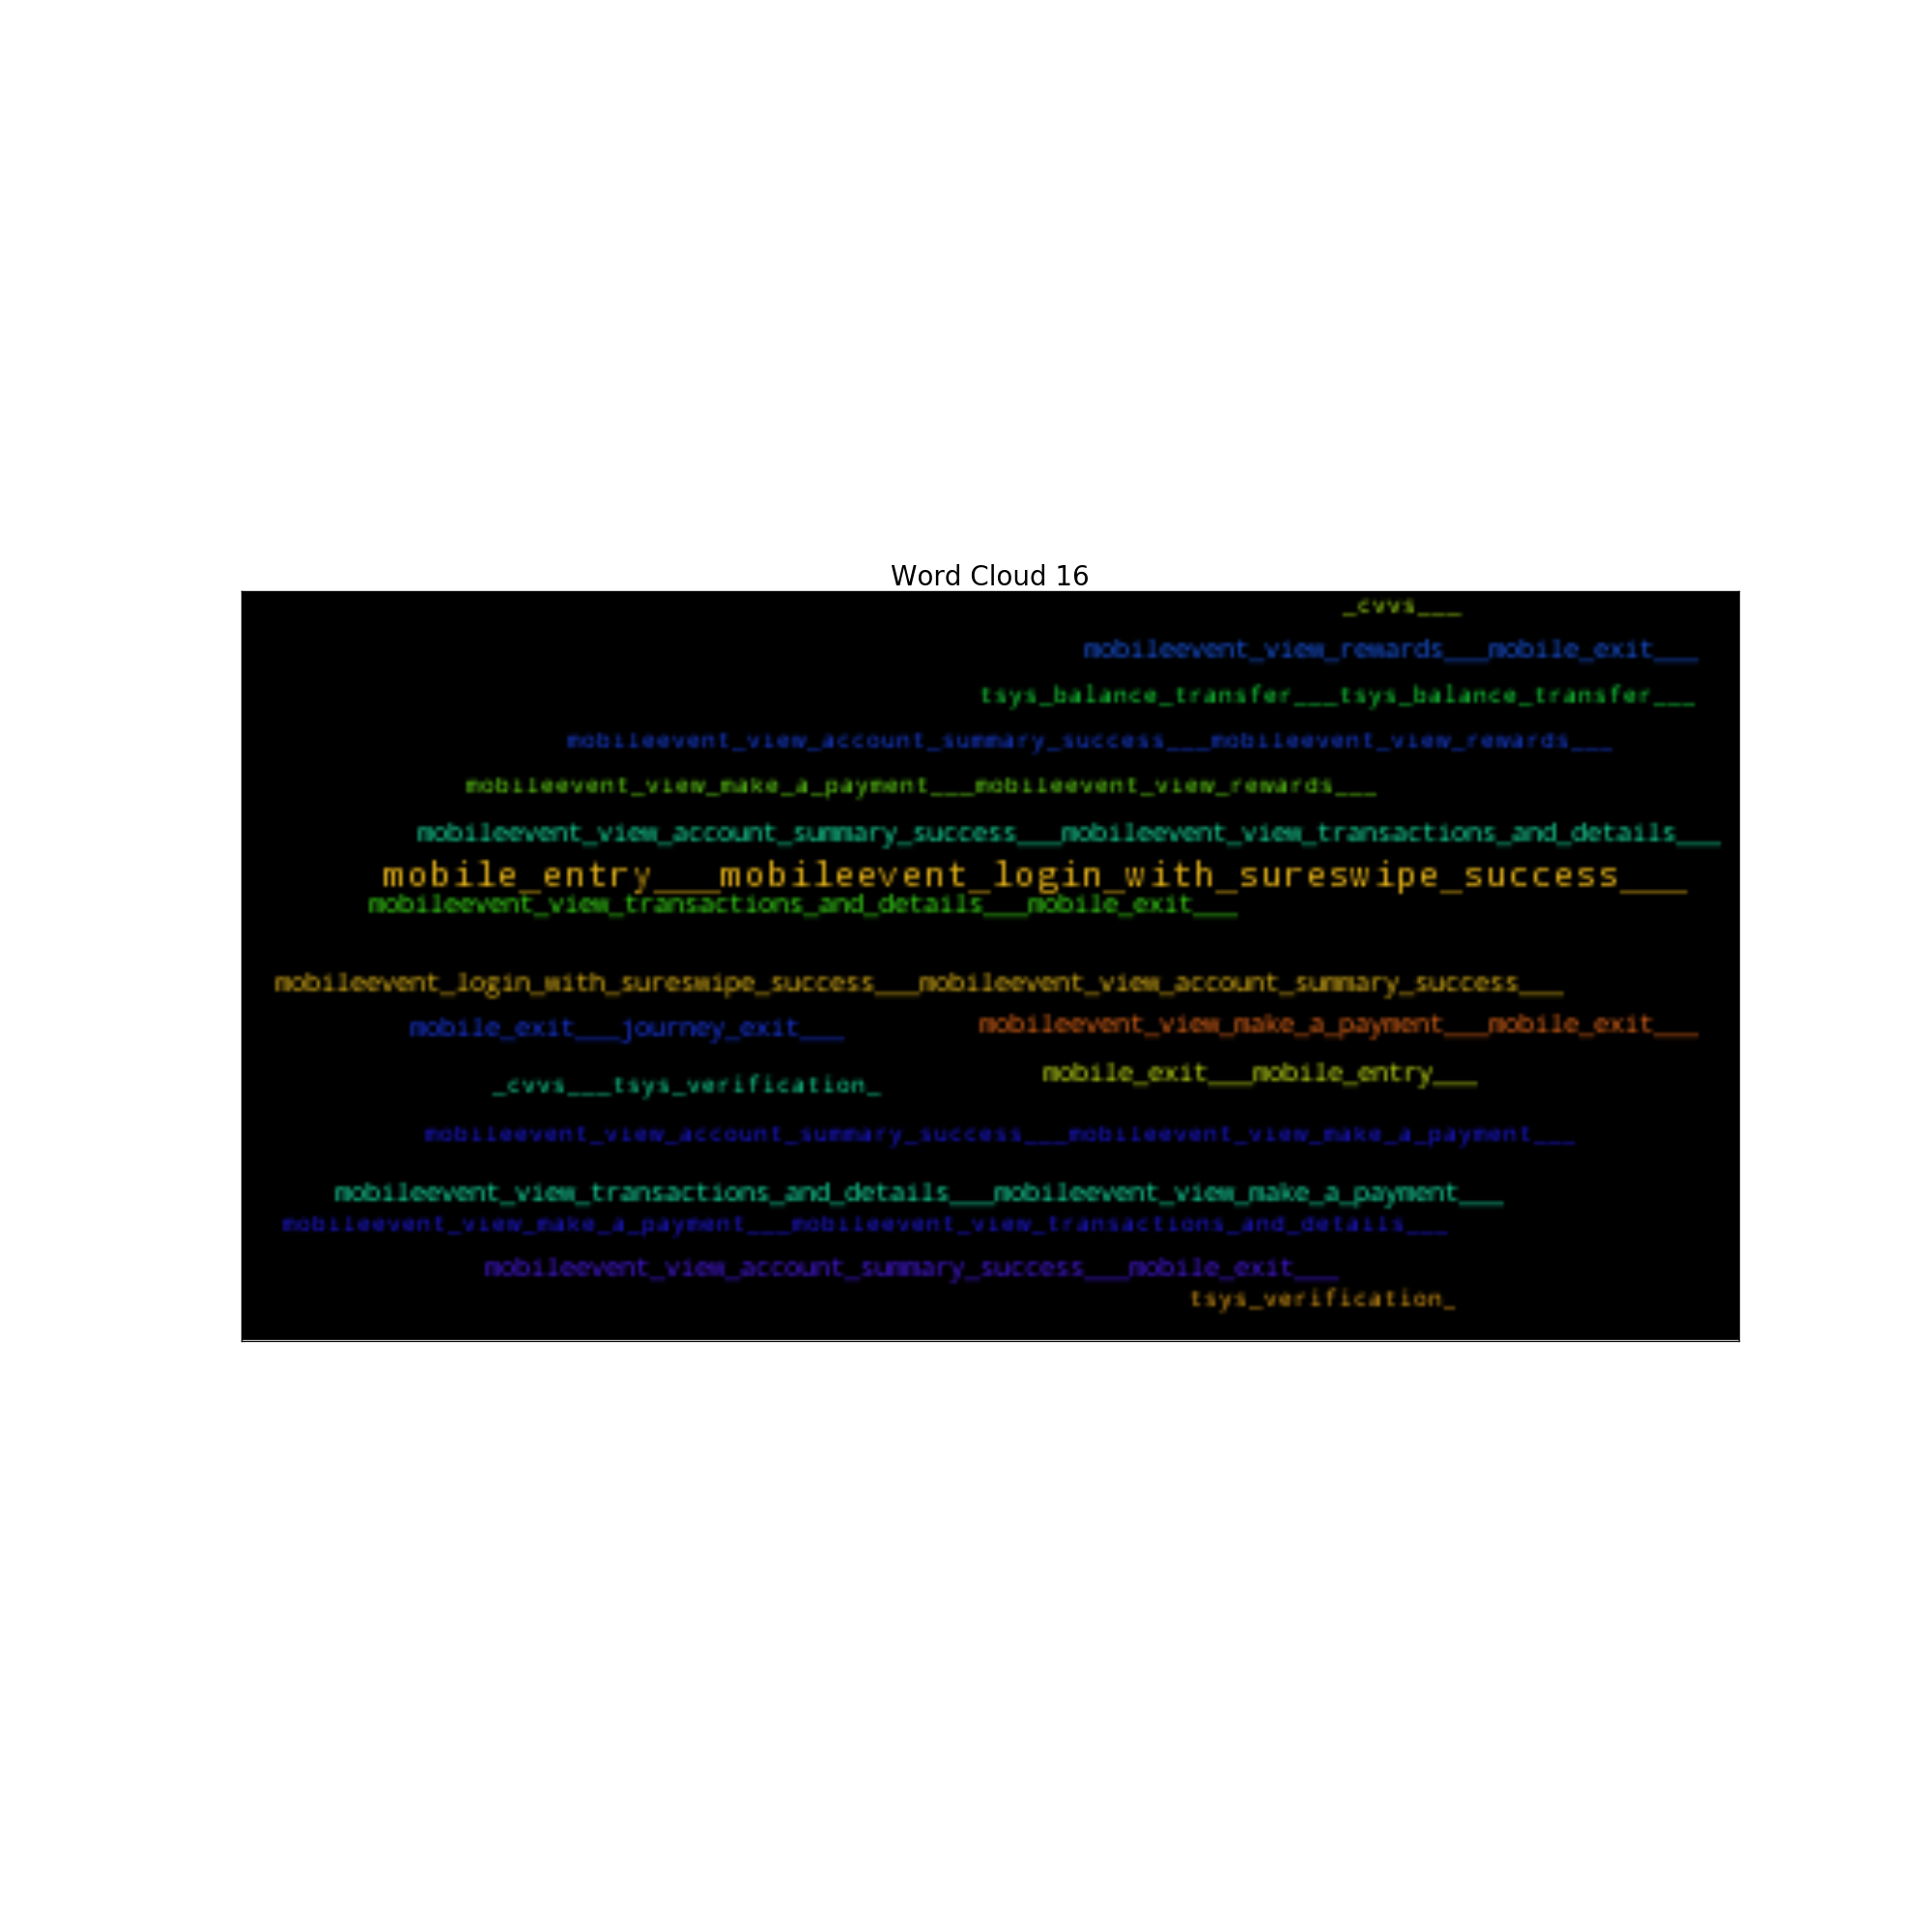 Word Cloud 16
_cvvs___
mobileevent_view_rewards___mobile_exit___
tsys_balance_transfer___tsys_balance_transfer___
mobileevent_view_account_summary_success___mobileevent_view_rewards___
mobileevent_view_make_a_payment___mobileevent_view_rewards___
mobileevent_view_account_summary_success___mobileevent_view_transactions_and_details___
mobile_entry___mobileevent_login_with_sureswipe_success___
mobileevent_view_transactions_and_details___mobile_exit___
mobileevent_login_with_sureswipe_success___mobileevent_view_account_summary_success___
mobile_exit___journey_exit___
mobileevent_view_make_a_payment___mobile_exit___
mobile_exit___mobile_entry___
_cvvs___tsys_verification_
mobileevent_view_account_summary_success___mobileevent_view_make_a_payment___
mobileevent_view_transactions_and_details___mobileevent_view_make_a_payment___
mobileevent_view_make_a_payment___mobileevent_view_transactions_and_details___
mobileevent_view_account_summary_success___mobile_exit___
tsys_verification_